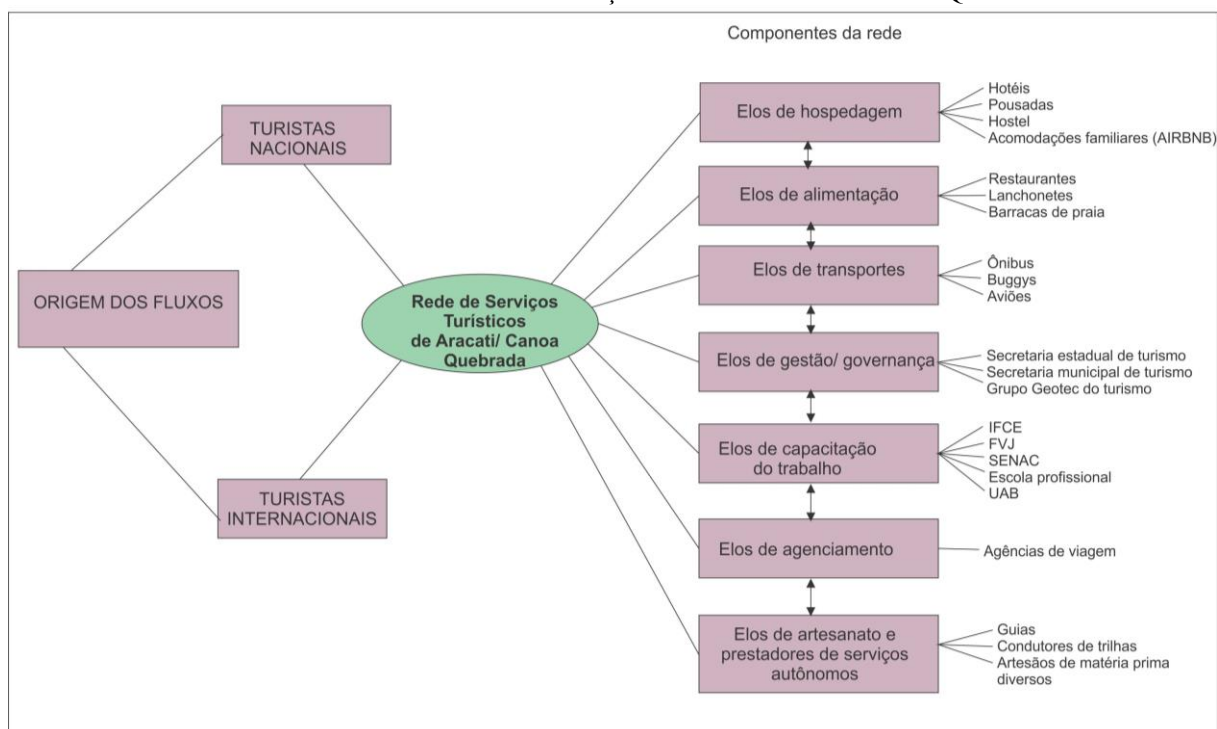 Componentes da rede
TURISTAS
NACIONAIS
ORIGEM DOS FLUXOS
TURISTAS
INTERNACIONAIS
Rede de Serviços
Turísticos
de Aracati/ Canoa
Quebrada
Elos de hospedagem
Hotéis
Pousadas
Hostel
Acomodações familiares (AIRBNB)
Elos de alimentação
Restaurantes
Lanchonetes
Barracas de praia
Elos de transportes
Ônibus
Buggys
Aviões
Elos de gestão/ governança
Secretaria estadual de turismo
Secretaria municipal de turismo
Grupo Geotec do turismo
Elos de capacitação
do trabalho
IFCE
FVJ
SENAC
Escola profissional
UAB
Elos de agenciamento
Agências de viagem
Elos de artesanato e
prestadores de serviços
autônomos
Guias
Condutores de trilhas
Artesãos de matéria prima
diversos